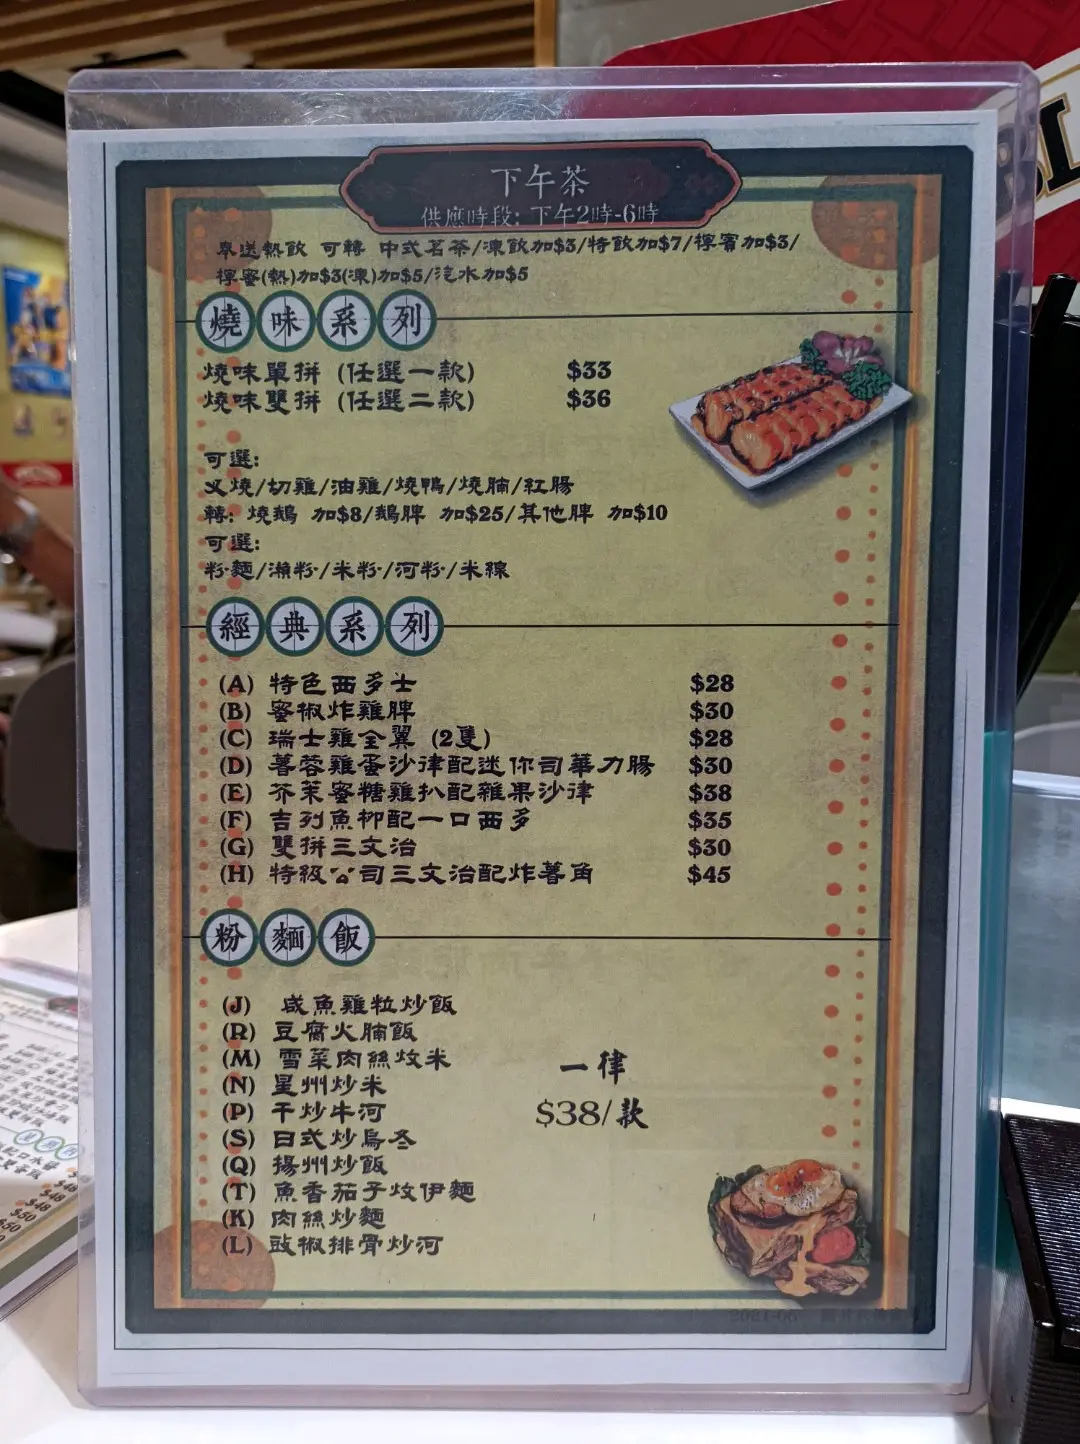 下午茶
供應時段: 下午2時-6時
奉送熱飲 可轉 中式茗茶/凍飲加$3/特飲加$7/檸賓加$3/
檸蜜(熱)加$3(凍)加$5/汽水加$5
燒味系列
燒味單拼 (任選一款) $33
燒味雙拼 (任選二款) $36
可選:
叉燒/切雞/油雞/燒鴨/燒腩/紅腸
轉: 燒鵝 加$8/鵝脾 加$25/其他脾 加$10
可選:
粉麵/瀨粉/米粉/河粉/米線
經典系列
(A) 特色西多士 $28
(B) 蜜椒炸雞脾 $30
(C) 瑞士雞全翼 (2隻) $28
(D) 薯蓉雞蛋沙律配迷你司華力腸 $30
(E) 芥茉蜜糖雞扒配雜果沙律 $38
(F) 吉列魚柳配一口西多 $35
(G) 雙拼三文治 $30
(H) 特級公司三文治配炸薯角 $45
粉麵飯
(J) 咸魚雞粒炒飯
(R) 豆腐火腩飯
(M) 雪菜肉絲炆米
(N) 星州炒米
(P) 干炒牛河
(S) 日式炒烏冬
(Q) 揚州炒飯
(T) 魚香茄子炆伊麵
(K) 肉絲炒麵
(L) 豉椒排骨炒河
一律
$38/款
$48
$48
$50
$50